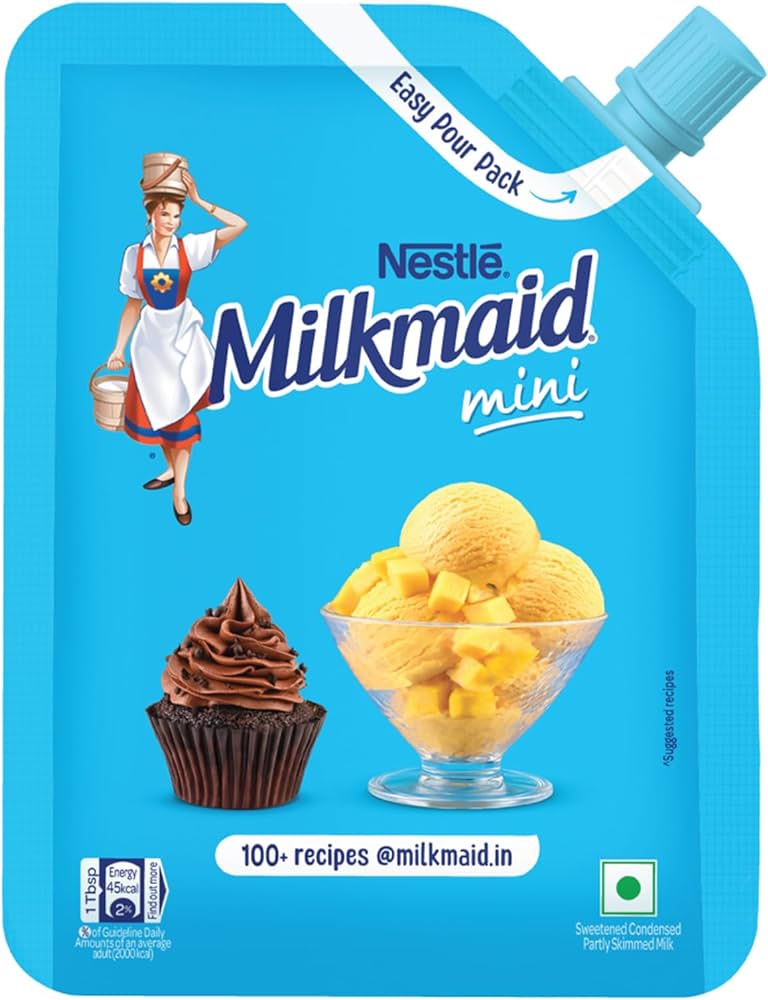 Easy Pour Pack
Nestlé®
Milkmaid®
mini
^Suggested recipes
100+ recipes @milkmaid.in
1 Tbsp
Energy
45kcal
2%
Find out more
% of Guideline Daily
Amounts of an average
adult (2000 kcal)
Sweetened Condensed
Partly Skimmed Milk